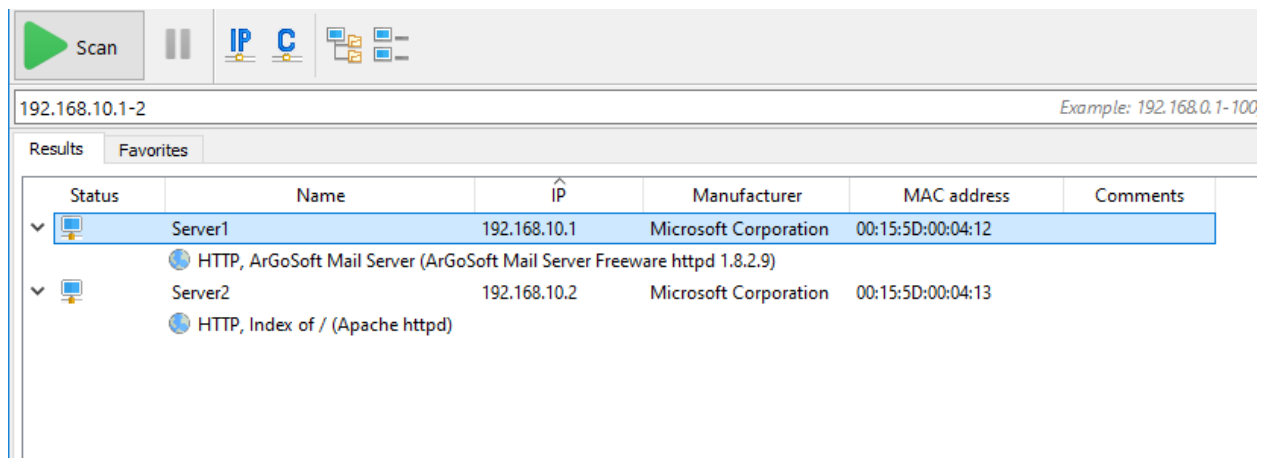 Scan IP C
192.168.10.1-2 Example: 192.168.0.1-100
Results Favorites
Status Name IP Manufacturer MAC address Comments
Server1 192.168.10.1 Microsoft Corporation 00:15:5D:00:04:12
HTTP, ArGoSoft Mail Server (ArGoSoft Mail Server Freeware httpd 1.8.2.9)
Server2 192.168.10.2 Microsoft Corporation 00:15:5D:00:04:13
HTTP, Index of / (Apache httpd)